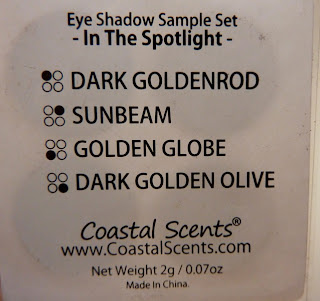 Eye Shadow Sample Set
- In The Spotlight -
DARK GOLDENROD
SUNBEAM
GOLDEN GLOBE
DARK GOLDEN OLIVE
Coastal Scents®
www.CoastalScents.com
Net Weight 2g / 0.07oz
Made In China.